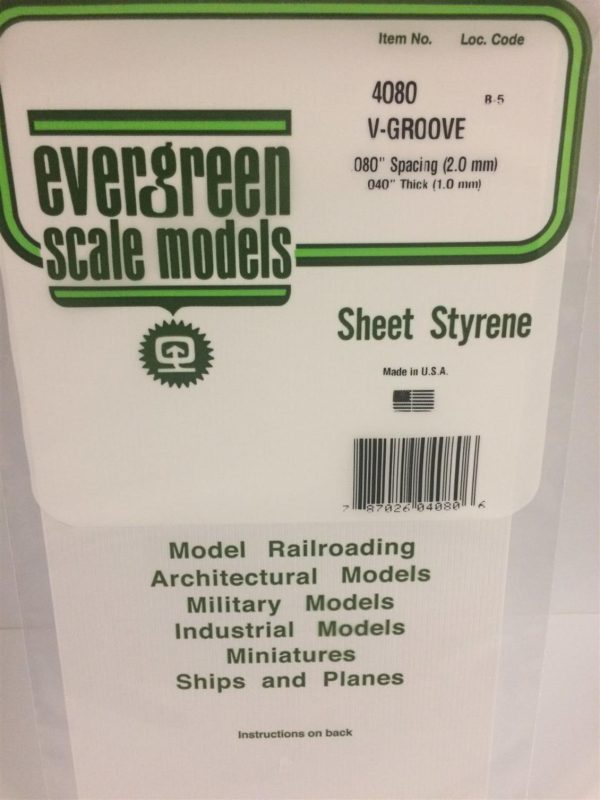 Item No. Loc. Code
4080 B-5
V-GROOVE
.080" Spacing (2.0 mm)
.040" Thick (1.0 mm)
evergreen
scale models
Sheet Styrene
Made in U.S.A.
7 87026 04080 6
Model Railroading
Architectural Models
Military Models
Industrial Models
Miniatures
Ships and Planes
Instructions on back